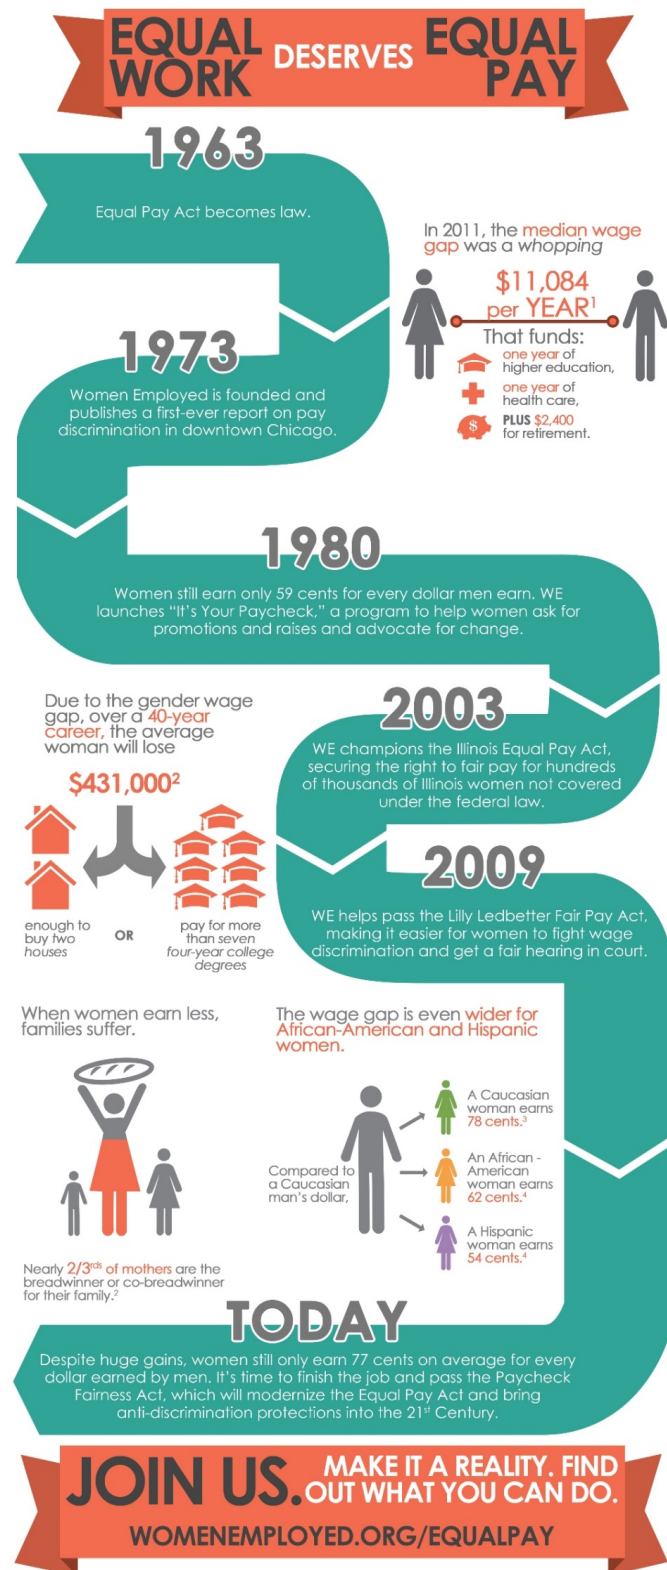 EQUAL WORK DESERVES EQUAL PAY
1963
Equal Pay Act becomes law.
In 2011, the median wage
gap was a whopping
$11,084
per YEAR¹
That funds:
one year of
higher education,
one year of
health care,
$
PLUS $2,400
for retirement.
1973
Women Employed is founded and
publishes a first-ever report on pay
discrimination in downtown Chicago.
1980
Women still earn only 59 cents for every dollar men earn. WE
launches “It’s Your Paycheck,” a program to help women ask for
promotions and raises and advocate for change.
Due to the gender wage
gap, over a 40-year
career, the average
woman will lose
$431,000²
enough to
buy two
houses
OR
pay for more
than seven
four-year college
degrees
2003
WE champions the Illinois Equal Pay Act,
securing the right to fair pay for hundreds
of thousands of Illinois women not covered
under the federal law.
2009
WE helps pass the Lilly Ledbetter Fair Pay Act,
making it easier for women to fight wage
discrimination and get a fair hearing in court.
When women earn less,
families suffer.
Nearly 2/3rds of mothers are the
breadwinner or co-breadwinner
for their family.²
The wage gap is even wider for
African-American and Hispanic
women.
Compared to
a Caucasian
man’s dollar,
A Caucasian
woman earns
78 cents.³
An African -
American
woman earns
62 cents.⁴
A Hispanic
woman earns
54 cents.⁴
TODAY
Despite huge gains, women still only earn 77 cents on average for every
dollar earned by men. It’s time to finish the job and pass the Paycheck
Fairness Act, which will modernize the Equal Pay Act and bring
anti-discrimination protections into the 21st Century.
JOIN US. MAKE IT A REALITY. FIND
OUT WHAT YOU CAN DO.
WOMENEMPLOYED.ORG/EQUALPAY